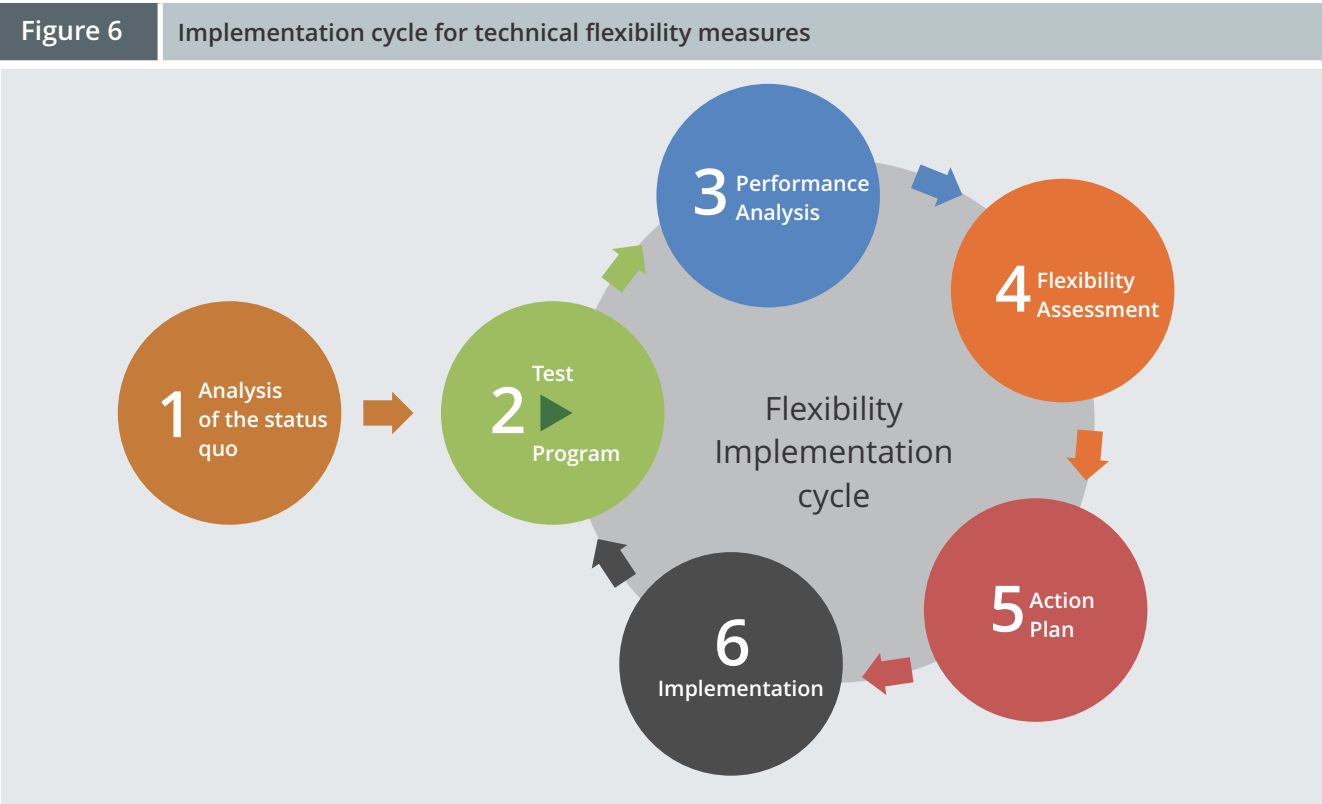 Figure 6
Implementation cycle for technical flexibility measures
1
Analysis
of the status
quo
2
Test
Program
3
Performance
Analysis
4
Flexibility
Assessment
5
Action
Plan
6
Implementation
Flexibility
Implementation
cycle